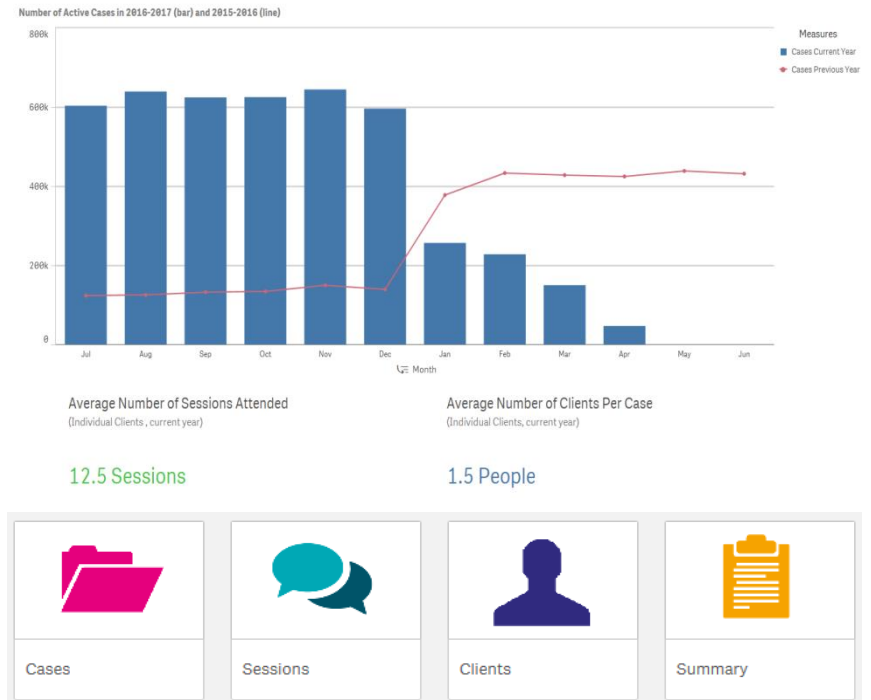 Number of Active Cases in 2016-2017 (bar) and 2015-2016 (line)
800k
600k
400k
200k
0
Measures
Cases Current Year
Cases Previous Year
Jul Aug Sep Oct Nov Dec Jan Feb Mar Apr May Jun
Month
Average Number of Sessions Attended
(Individual Clients , current year)
12.5 Sessions
Average Number of Clients Per Case
(Individual Clients, current year)
1.5 People
Cases
Sessions
Clients
Summary